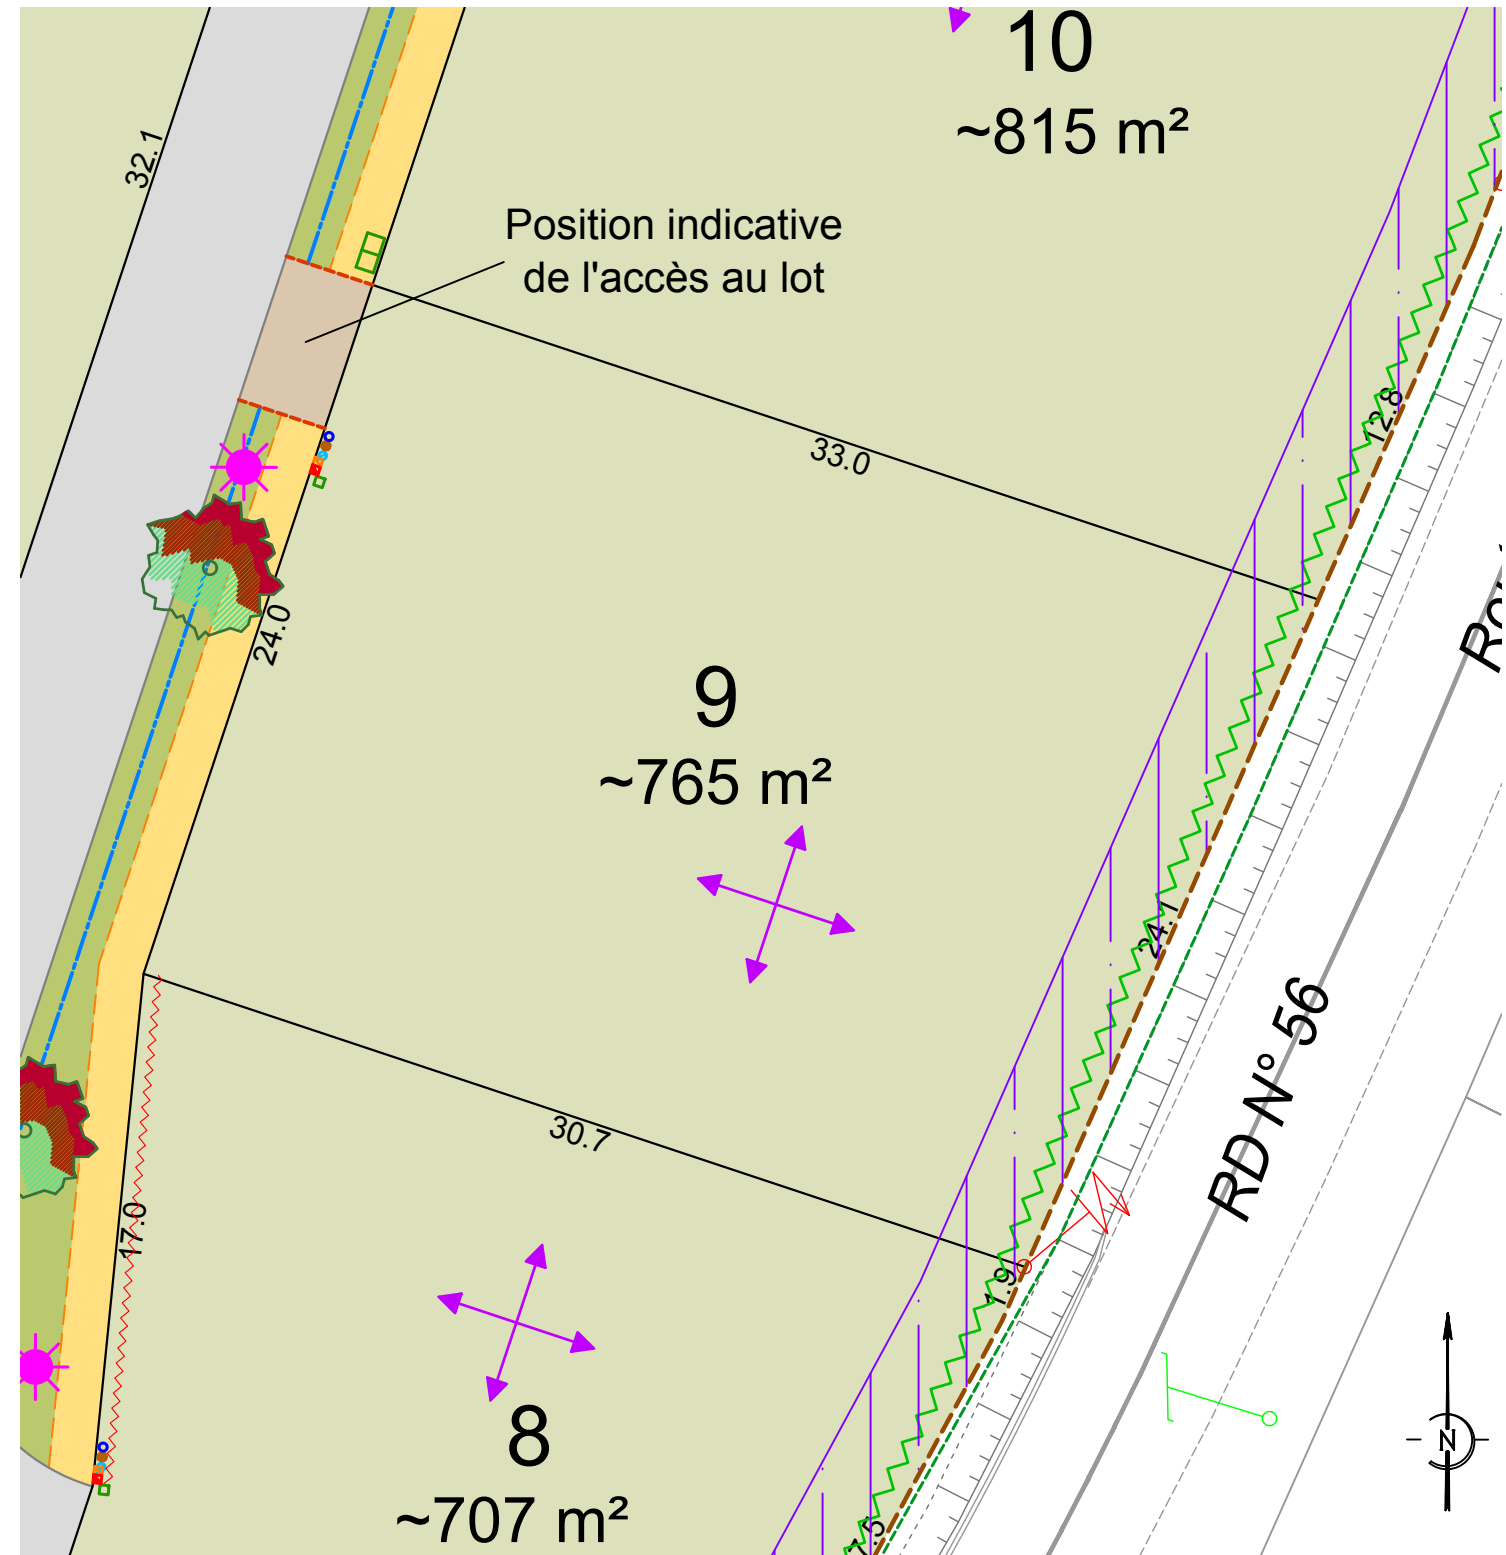 10
~815 m²
32.1
Position indicative
de l'accès au lot
12.8
33.0
24.0
9
~765 m²
24.1
RD N° 56
30.7
17.0
1.9
8
~707 m²
N